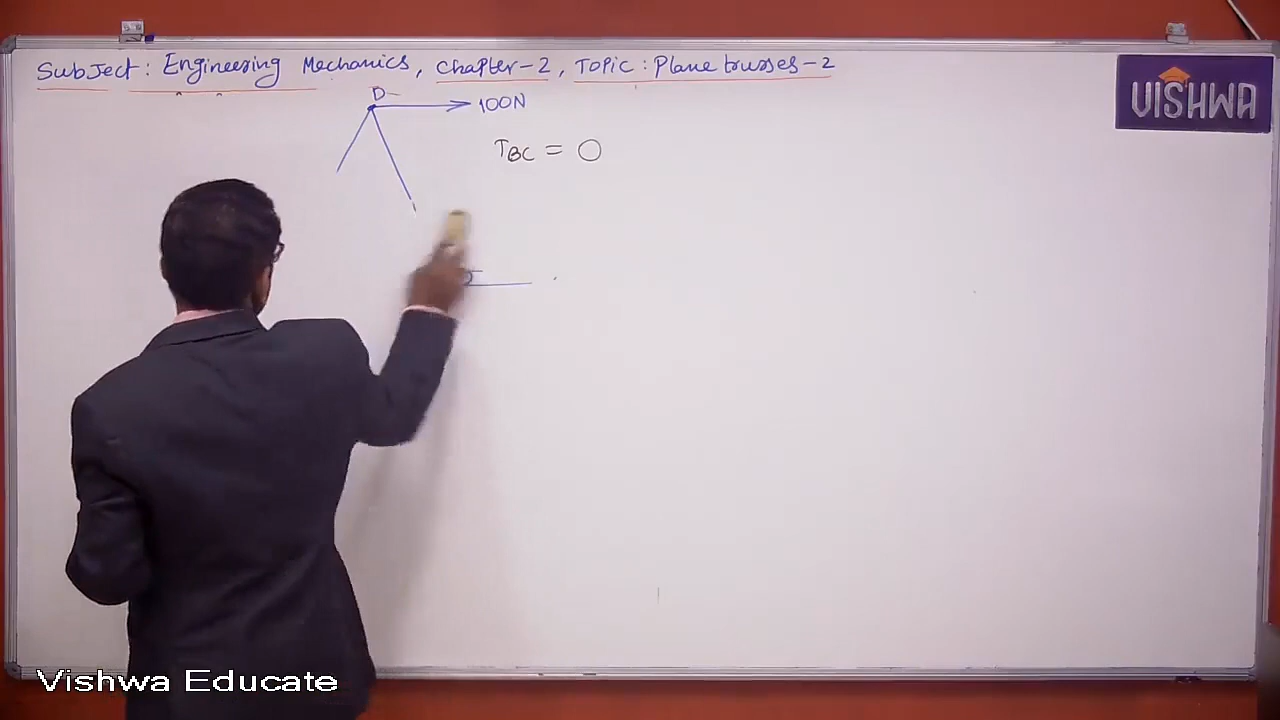 Subject: Engineering Mechanics, Chapter-2, Topic: Plane trusses-2
VISHWA
D
100N
TBC = 0
Vishwa Educate